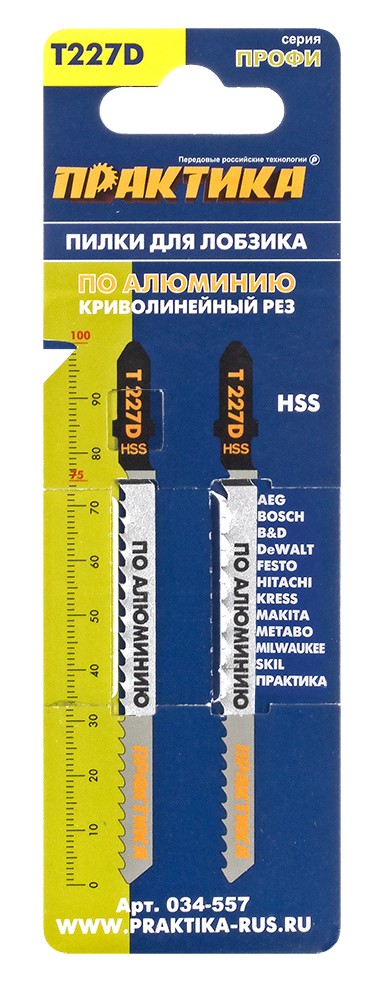 T227D
серия
ПРОФИ
Передовые российские технологии ®
ПРАКТИКА
ПИЛКИ ДЛЯ ЛОБЗИКА
ПО АЛЮМИНИЮ
КРИВОЛИНЕЙНЫЙ РЕЗ
100
90
80
75
70
60
50
40
30
20
10
0
T 227D
HSS
ПО АЛЮМИНИЮ
ПРАКТИКА
T 227D
HSS
ПО АЛЮМИНИЮ
ПРАКТИКА
HSS
AEG
BOSCH
B&D
DeWALT
FESTO
HITACHI
KRESS
MAKITA
METABO
MILWAUKEE
SKIL
ПРАКТИКА
Арт. 034-557
WWW.PRAKTIKA-RUS.RU